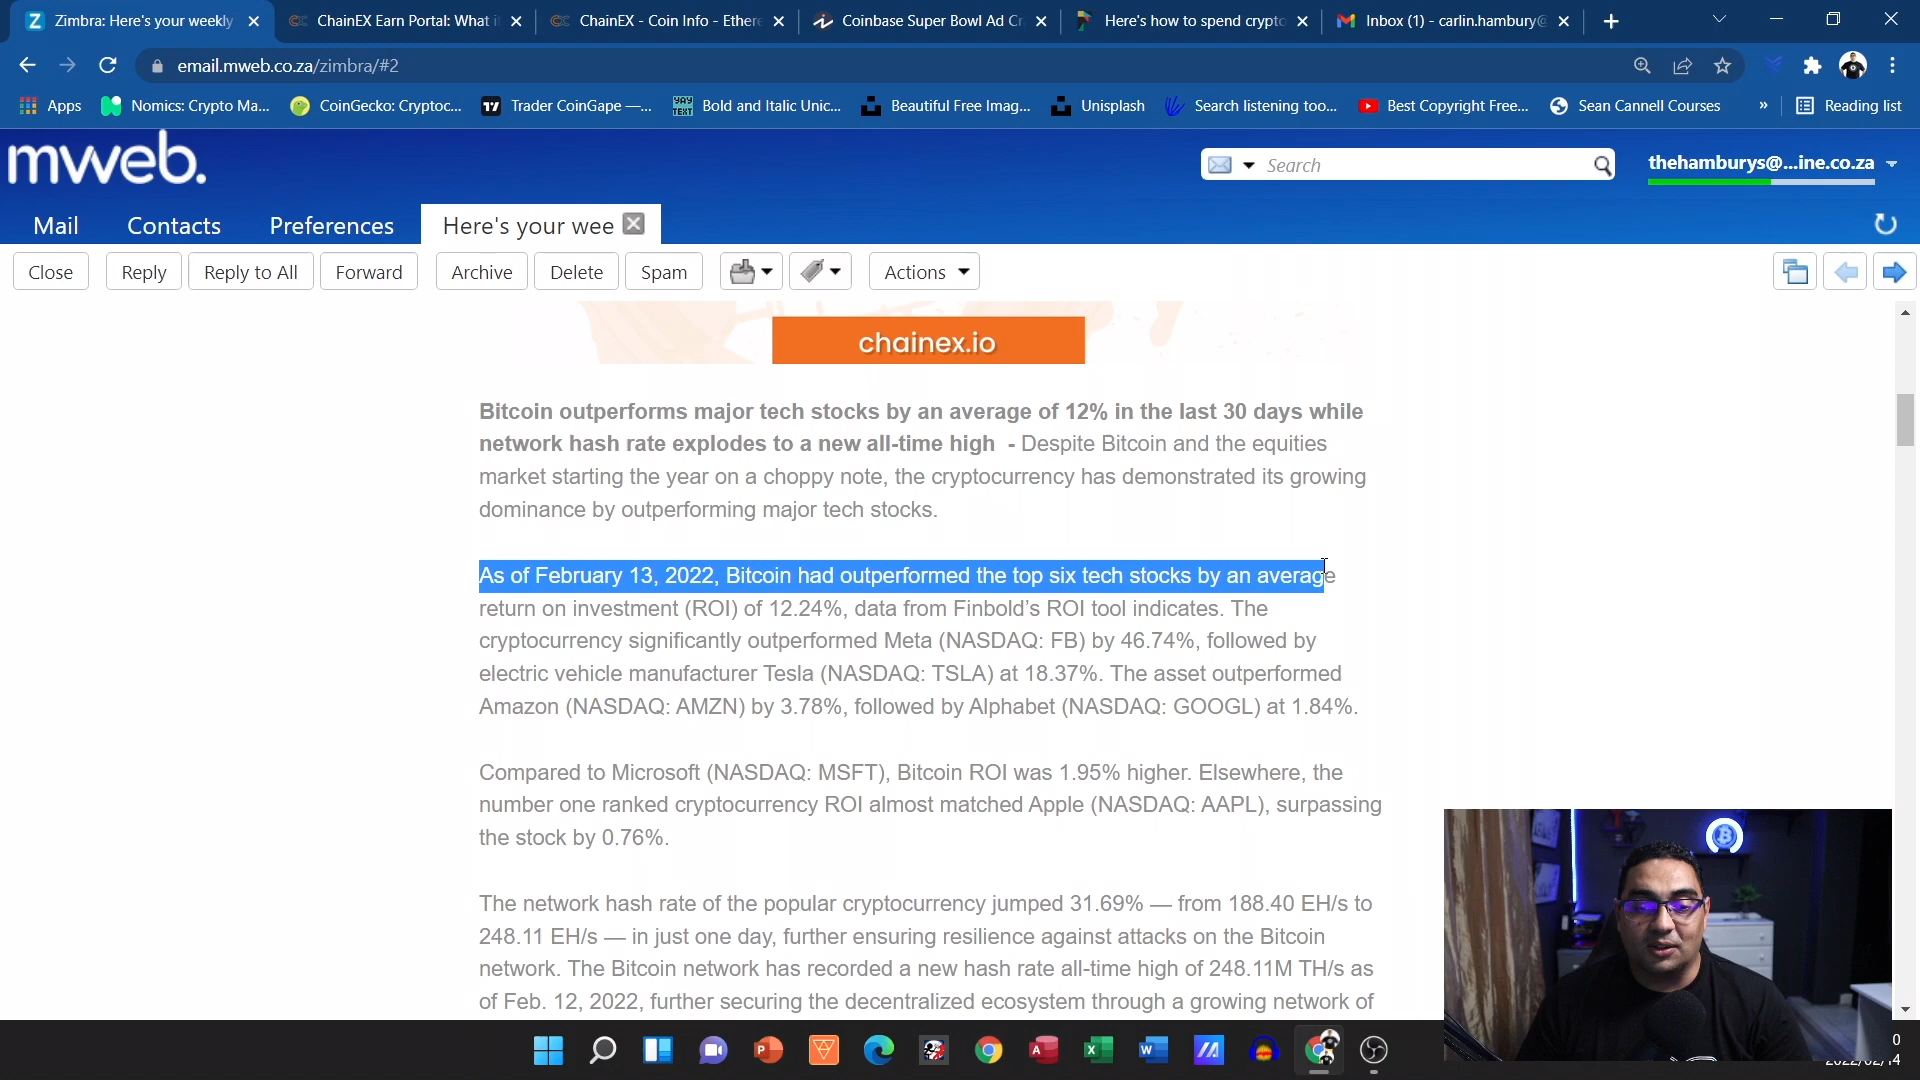 Zimbra: Here's your weekly
ChainEX Earn Portal: What i
ChainEX - Coin Info - Ethere
Coinbase Super Bowl Ad Cr
Here's how to spend crypto
Inbox (1) - carlin.hambury@
email.mweb.co.za/zimbra/#2
Apps
Nomics: Crypto Ma...
CoinGecko: Cryptoc...
Trader CoinGape —...
Bold and Italic Unic...
Beautiful Free Imag...
Unisplash
Search listening too...
Best Copyright Free...
Sean Cannell Courses
»
Reading list
mweb.
Search
thehamburys@...ine.co.za
Mail
Contacts
Preferences
Here's your wee
Close
Reply
Reply to All
Forward
Archive
Delete
Spam
Actions
chainex.io
Bitcoin outperforms major tech stocks by an average of 12% in the last 30 days while
network hash rate explodes to a new all-time high - Despite Bitcoin and the equities
market starting the year on a choppy note, the cryptocurrency has demonstrated its growing
dominance by outperforming major tech stocks.
As of February 13, 2022, Bitcoin had outperformed the top six tech stocks by an average
return on investment (ROI) of 12.24%, data from Finbold's ROI tool indicates. The
cryptocurrency significantly outperformed Meta (NASDAQ: FB) by 46.74%, followed by
electric vehicle manufacturer Tesla (NASDAQ: TSLA) at 18.37%. The asset outperformed
Amazon (NASDAQ: AMZN) by 3.78%, followed by Alphabet (NASDAQ: GOOGL) at 1.84%.
Compared to Microsoft (NASDAQ: MSFT), Bitcoin ROI was 1.95% higher. Elsewhere, the
number one ranked cryptocurrency ROI almost matched Apple (NASDAQ: AAPL), surpassing
the stock by 0.76%.
The network hash rate of the popular cryptocurrency jumped 31.69% — from 188.40 EH/s to
248.11 EH/s — in just one day, further ensuring resilience against attacks on the Bitcoin
network. The Bitcoin network has recorded a new hash rate all-time high of 248.11M TH/s as
of Feb. 12, 2022, further securing the decentralized ecosystem through a growing network of